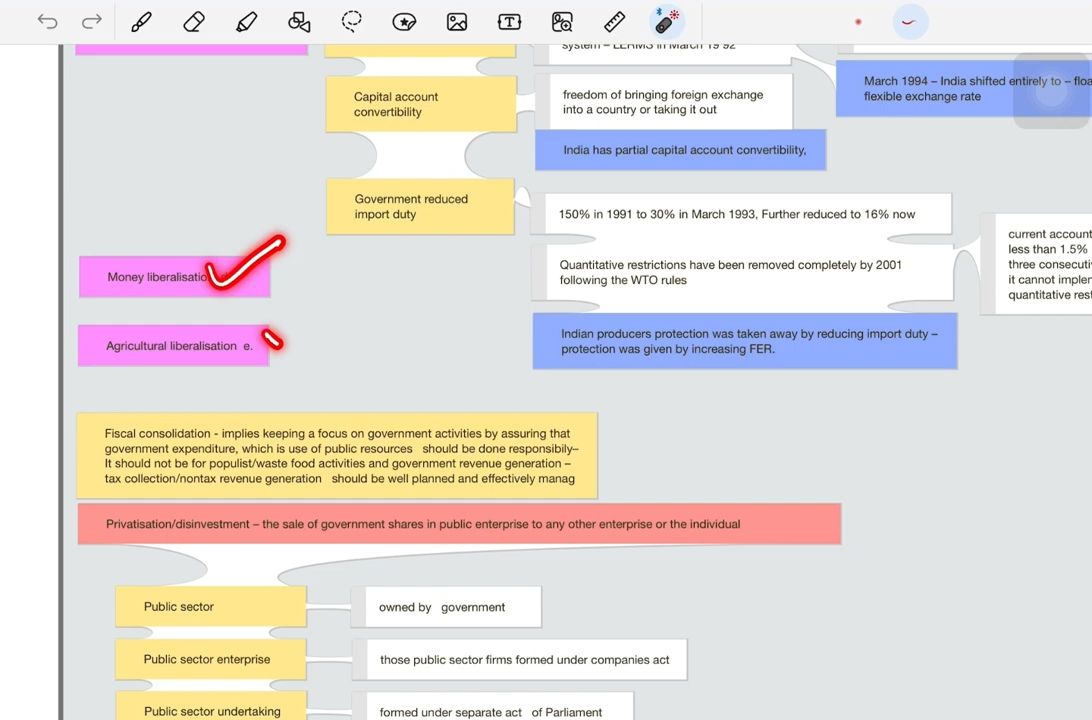 system – LERMS in March 19 92
March 1994 – India shifted entirely to – floa
flexible exchange rate
Capital account
convertibility
freedom of bringing foreign exchange
into a country or taking it out
India has partial capital account convertibility,
Government reduced
import duty
150% in 1991 to 30% in March 1993, Further reduced to 16% now
Quantitative restrictions have been removed completely by 2001
following the WTO rules
current account
less than 1.5%
three consecuti
it cannot implem
quantitative rest
Money liberalisatio
Agricultural liberalisation e.
Indian producers protection was taken away by reducing import duty –
protection was given by increasing FER.
Fiscal consolidation - implies keeping a focus on government activities by assuring that
government expenditure, which is use of public resources should be done responsibily–
It should not be for populist/waste food activities and government revenue generation –
tax collection/nontax revenue generation should be well planned and effectively manag
Privatisation/disinvestment – the sale of government shares in public enterprise to any other enterprise or the individual
Public sector
owned by government
Public sector enterprise
those public sector firms formed under companies act
Public sector undertaking
formed under separate act of Parliament